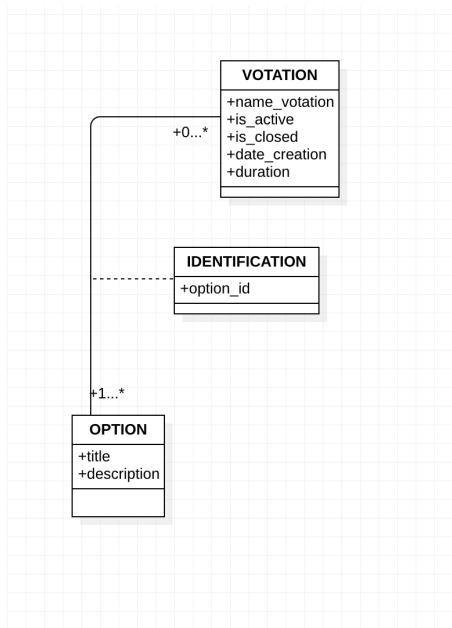 VOTATION
+name_votation
+is_active
+0...*
+is_closed
+date_creation
+duration
IDENTIFICATION
+option_id
+1...*
OPTION
+title
+description